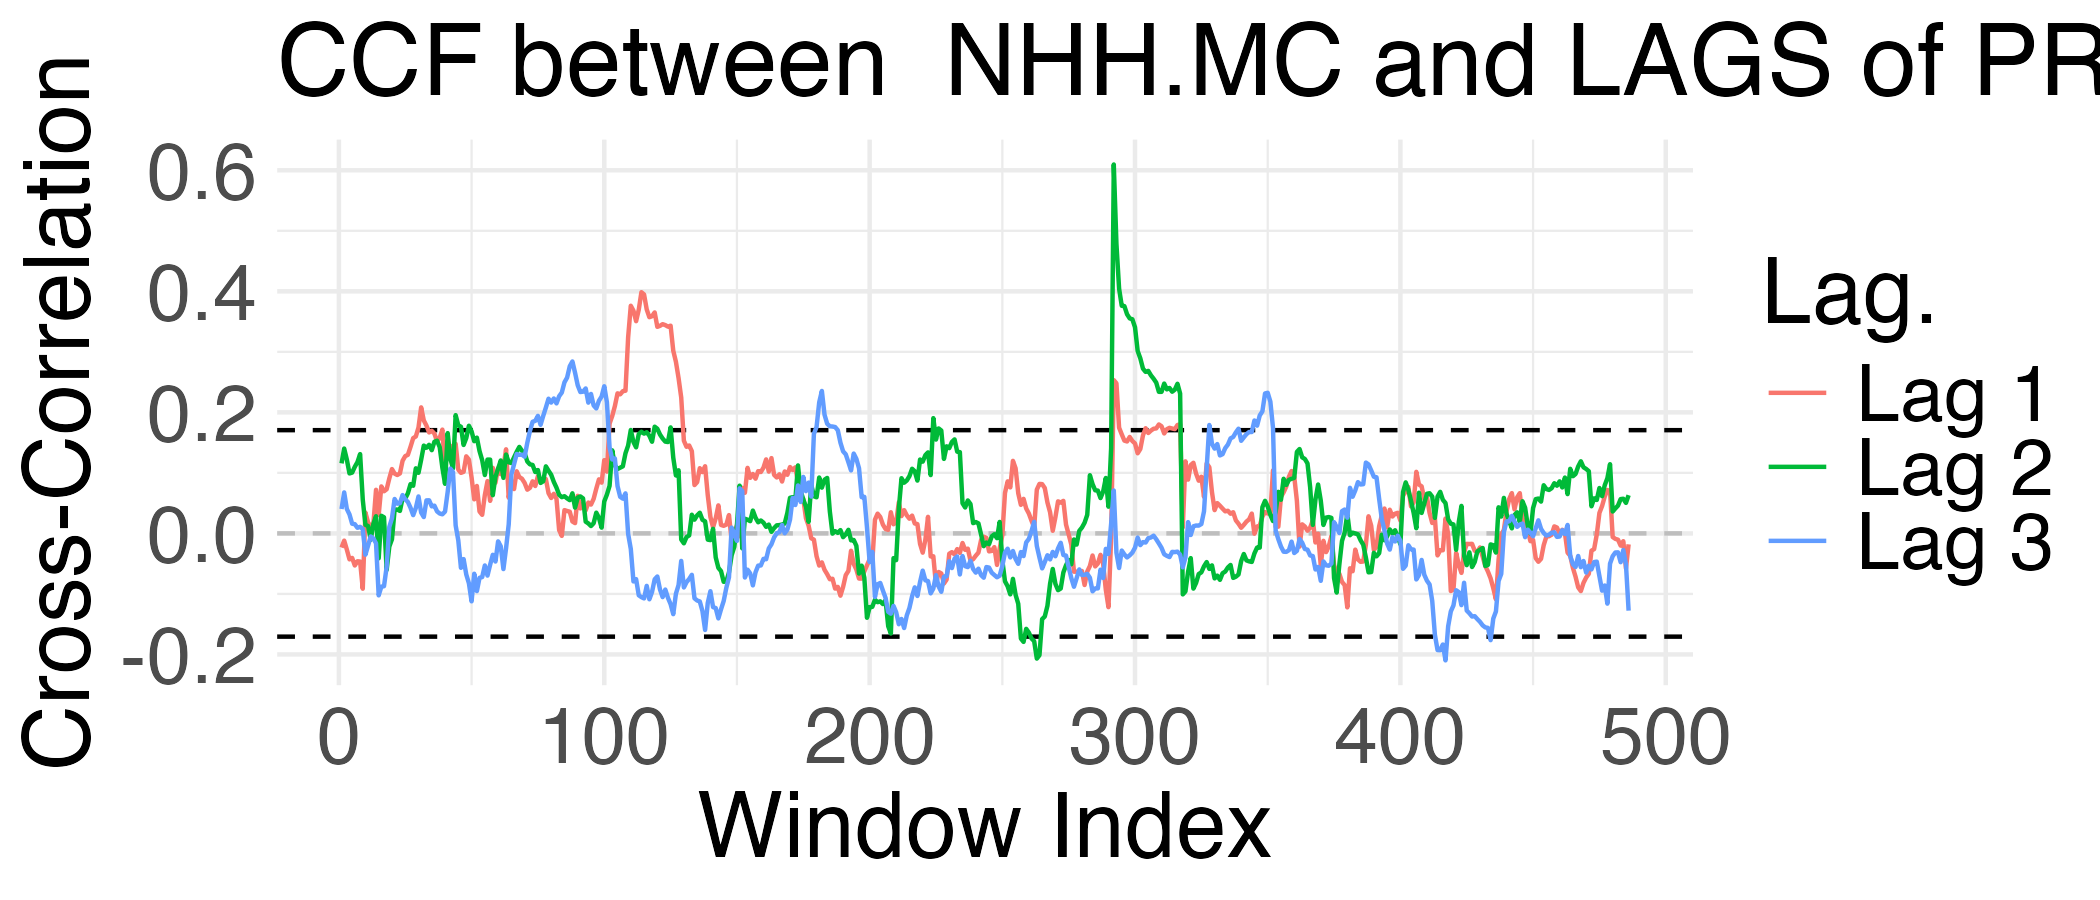 CCF between  NHH.MC and LAGS of PR
Cross-Correlation
0.6
0.4
0.2
0.0
-0.2
0 100 200 300 400 500
Window Index
Lag.
Lag 1
Lag 2
Lag 3